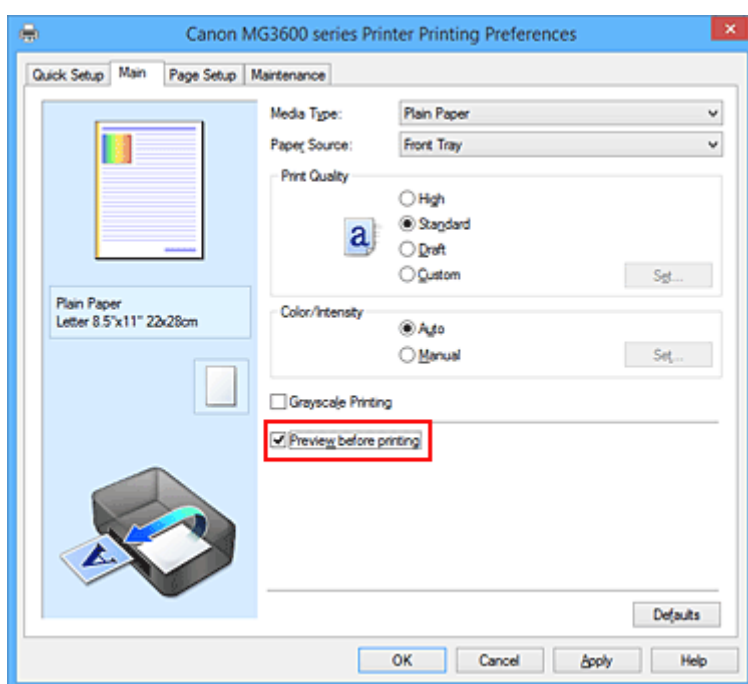 Canon MG3600 series Printer Printing Preferences
Quick Setup Main Page Setup Maintenance
Media Type: Plain Paper
Paper Source: Front Tray
Print Quality
High
a Standard
Draft
Custom Set...
Plain Paper
Letter 8.5"x11" 22x28cm
Color/Intensity
Auto
Manual Set...
Grayscale Printing
Preview before printing
A
Defaults
OK Cancel Apply Help